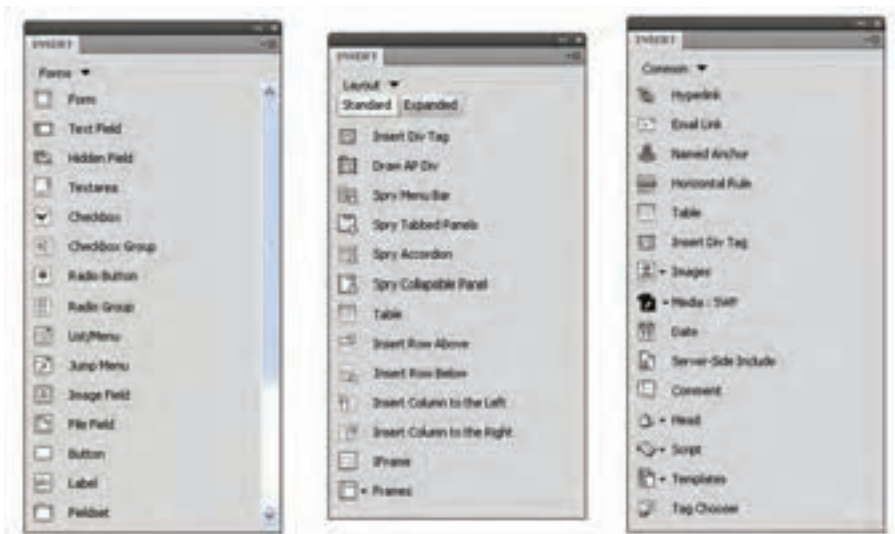 INSERT
Forms
Form
Text Field
Hidden Field
Textarea
Checkbox
Checkbox Group
Radio Button
Radio Group
List/Menu
Jump Menu
Image Field
File Field
Button
Label
Fieldset
INSERT
Layout
Standard Expanded
Insert Div Tag
Draw AP Div
Spry Menu Bar
Spry Tabbed Panels
Spry Accordion
Spry Collapsible Panel
Table
Insert Row Above
Insert Row Below
Insert Column to the Left
Insert Column to the Right
IFrame
Frames
INSERT
Common
Hyperlink
Email Link
Named Anchor
Horizontal Rule
Table
Insert Div Tag
Images
Media : SWF
Date
Server-Side Include
Comment
Head
Script
Templates
Tag Chooser